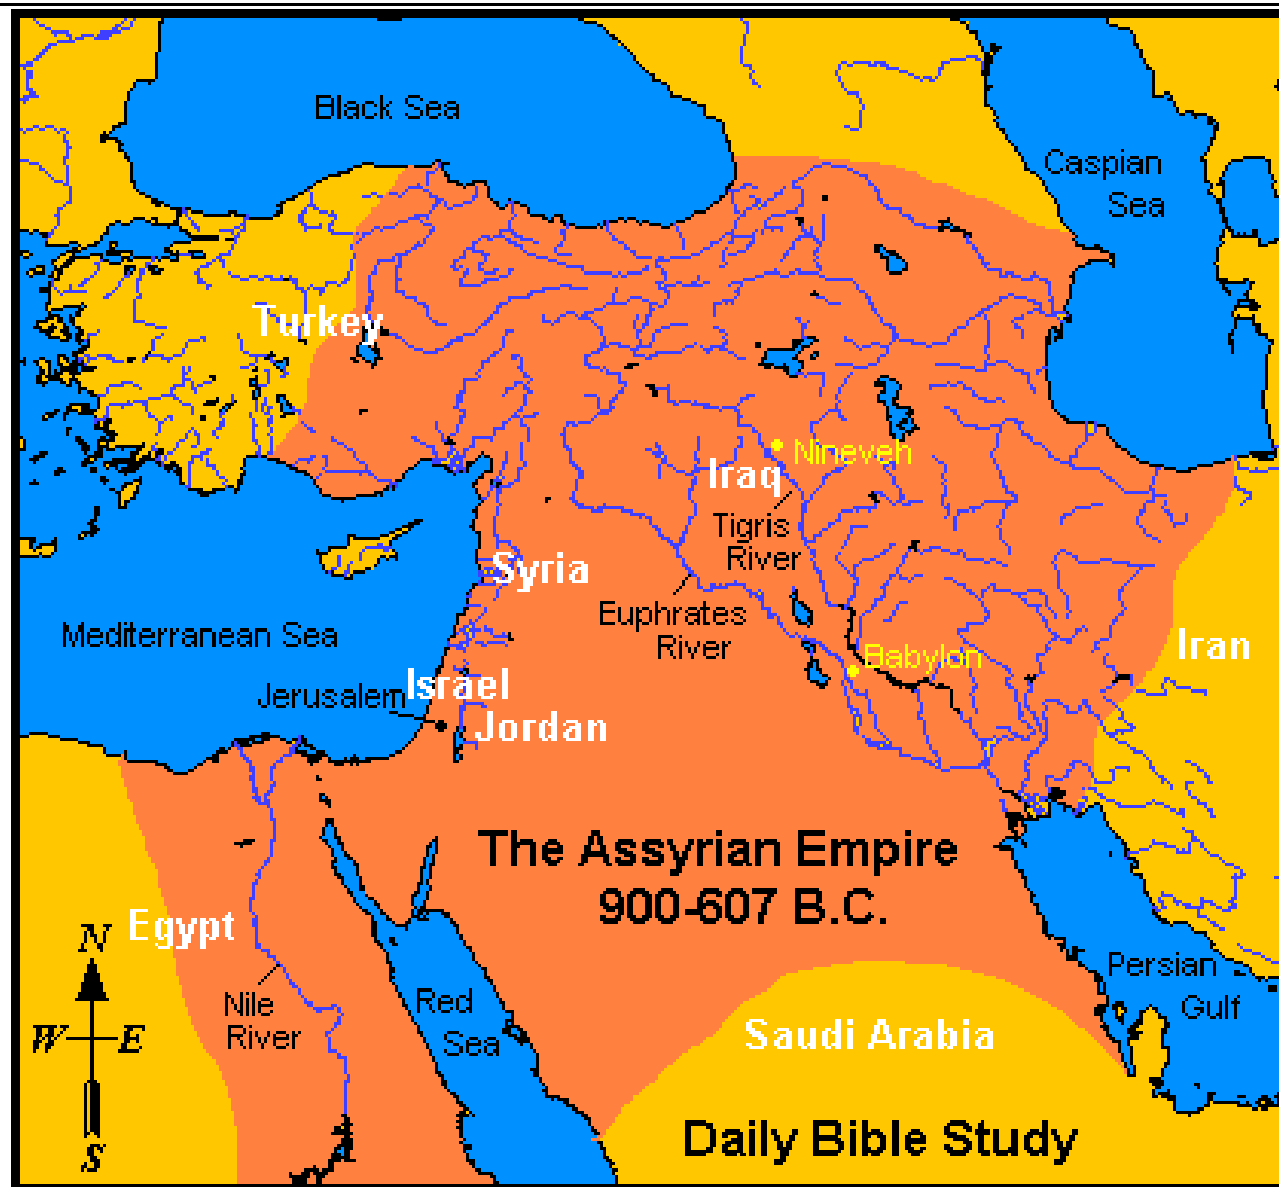 Black Sea
Caspian
Sea
Turkey
Nineveh
Iraq
Tigris
River
Syria
Euphrates
River
Mediterranean Sea
Iran
Babylon
Israel
Jerusalem
Jordan
The Assyrian Empire
900-607 B.C.
Egypt
N
W
E
S
Nile
River
Red
Sea
Persian
Gulf
Saudi Arabia
Daily Bible Study